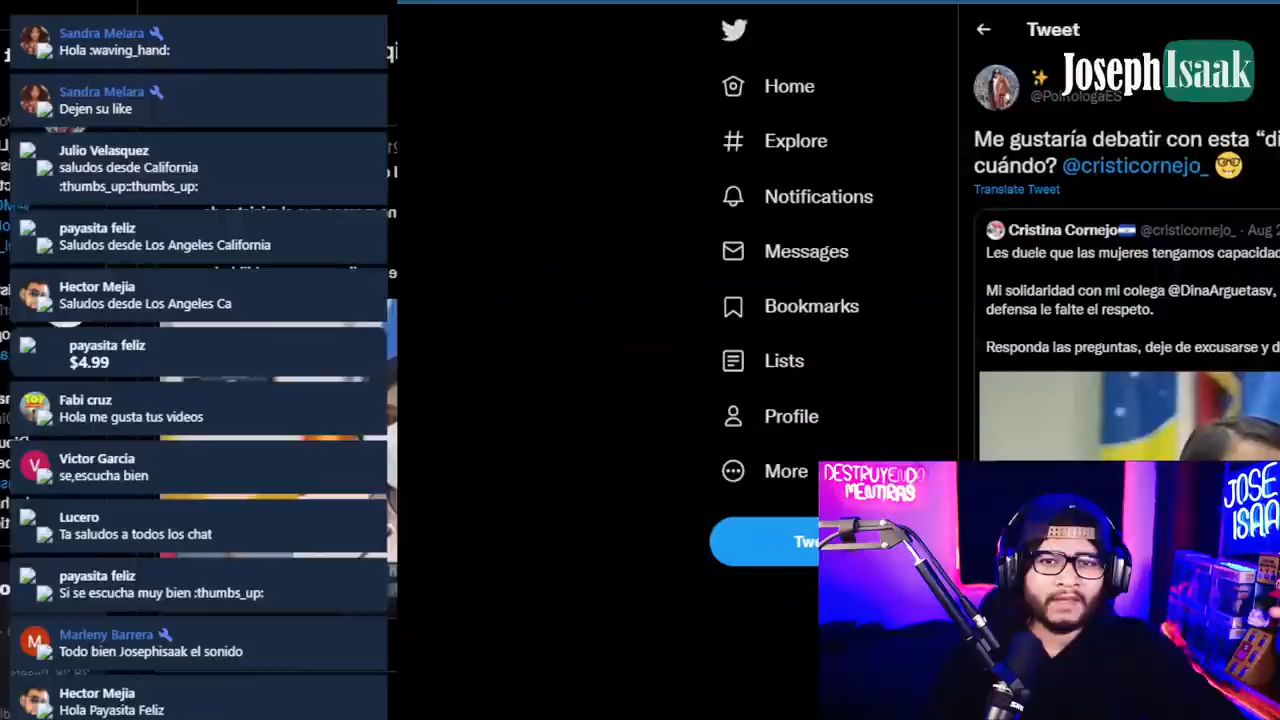 Sandra Melara
Hola :waving_hand:
Sandra Melara
Dejen su like
Julio Velasquez
saludos desde California
:thumbs_up::thumbs_up:
payasita feliz
Saludos desde Los Angeles California
Hector Mejia
Saludos desde Los Angeles Ca
payasita feliz
$4.99
Fabi cruz
Hola me gusta tus videos
V
Victor Garcia
se,escucha bien
Lucero
Ta saludos a todos los chat
payasita feliz
Si se escucha muy bien :thumbs_up:
M
Marleny Barrera
Todo bien Josephisaak el sonido
Hector Mejia
Hola Payasita Feliz
Home
Explore
Notifications
Messages
Bookmarks
Lists
Profile
More
Twe
Tweet
JosephIsaak
@PolitologaES
Me gustaría debatir con esta “di
cuándo? @cristicornejo_
Translate Tweet
Cristina Cornejo @cristicornejo_ · Aug 2
Les duele que las mujeres tengamos capacidad
Mi solidaridad con mi colega @DinaArguetasv,
defensa le falte el respeto.
Responda las preguntas, deje de excusarse y d
DESTRUYENDO
MENTIRAS
JOSE
ISAA